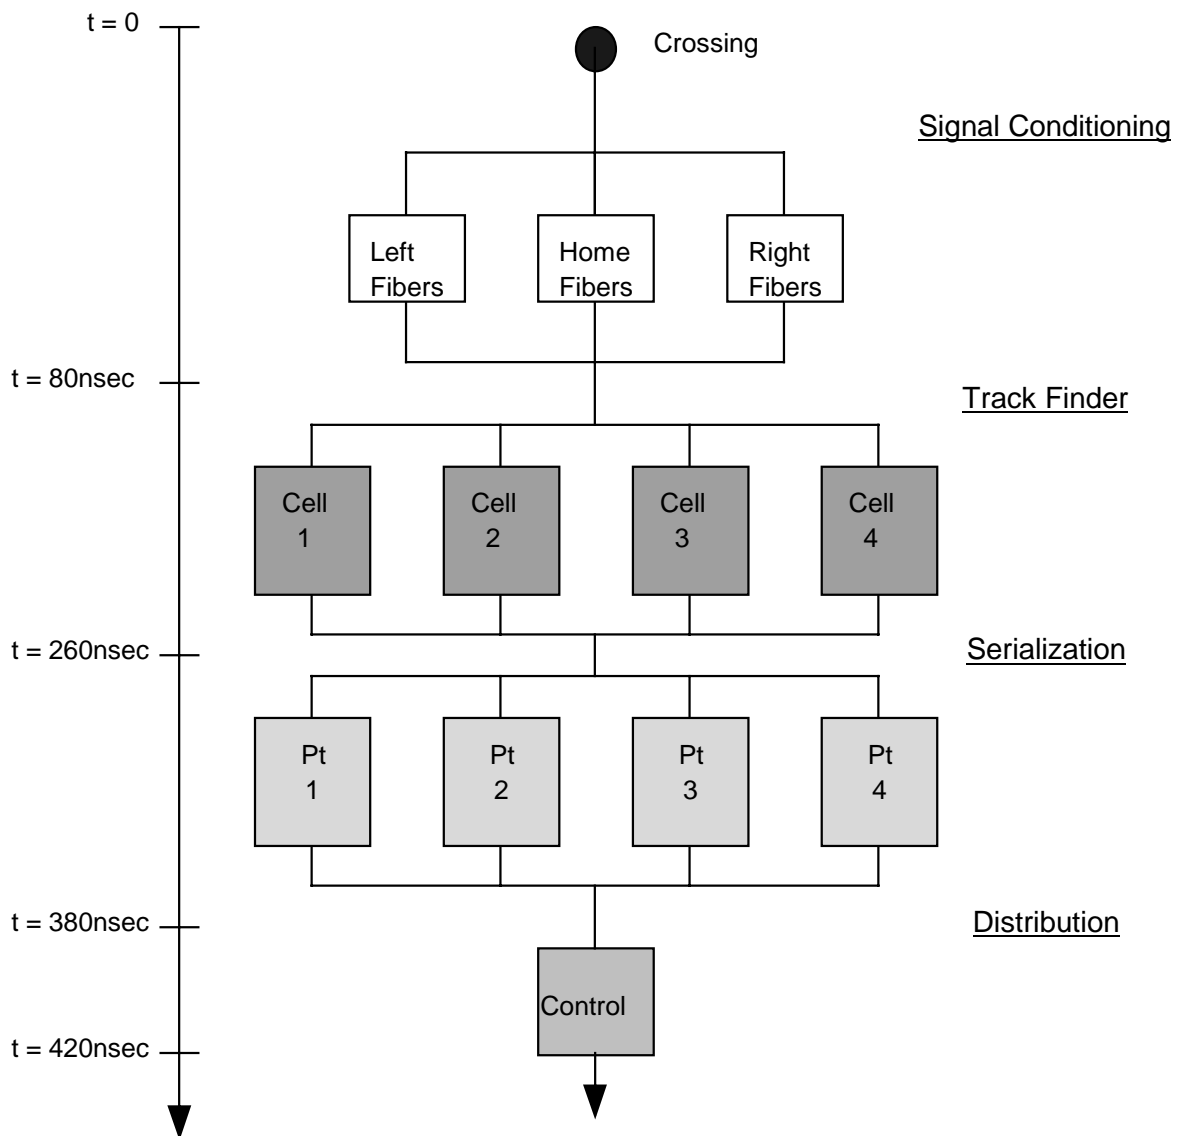 t = 0
Crossing
Signal Conditioning
Left
Fibers
Home
Fibers
Right
Fibers
t = 80nsec
Track Finder
Cell
1
Cell
2
Cell
3
Cell
4
t = 260nsec
Serialization
Pt
1
Pt
2
Pt
3
Pt
4
t = 380nsec
Distribution
Control
t = 420nsec